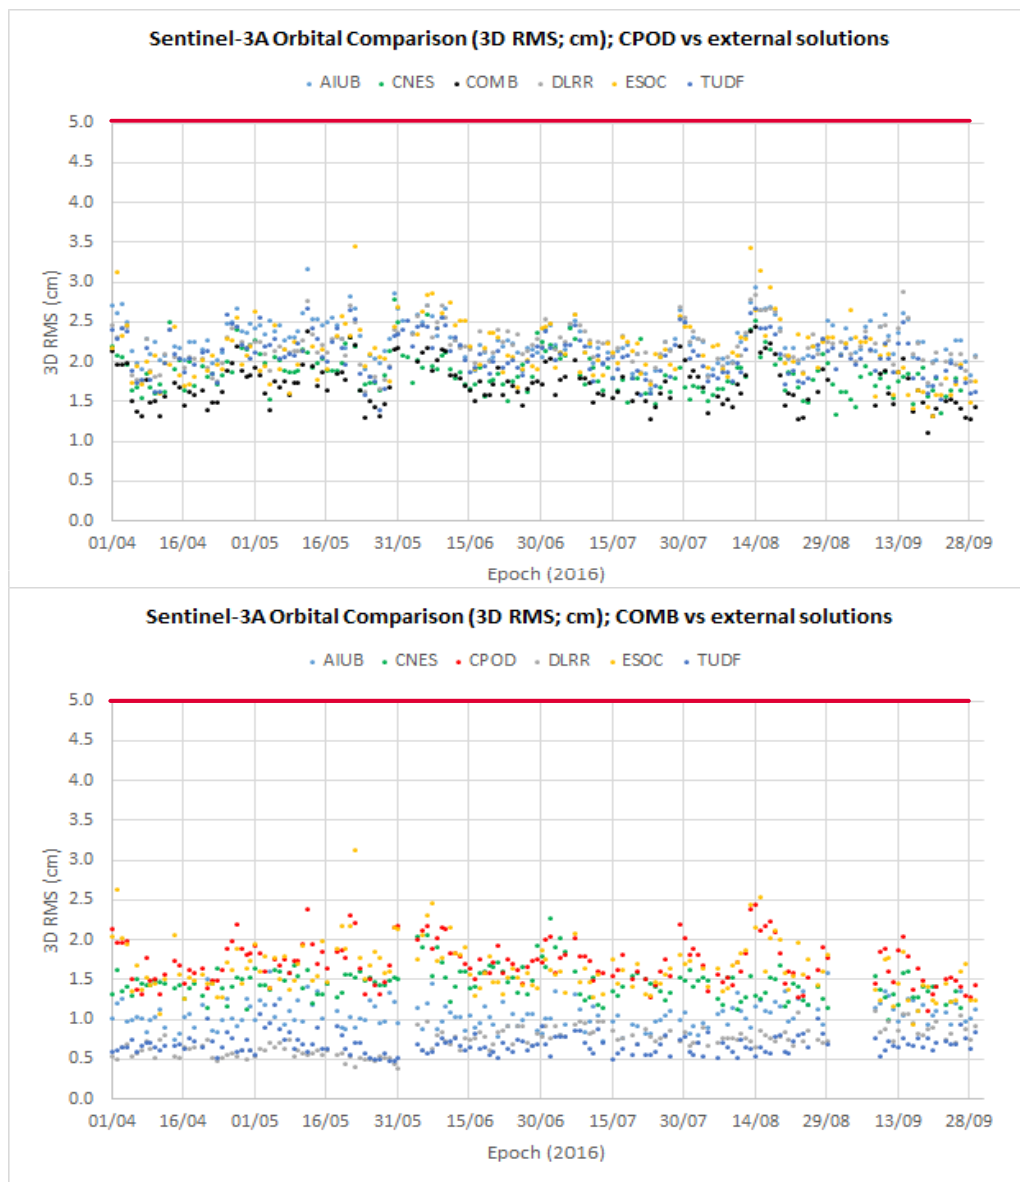 Sentinel-3A Orbital Comparison (3D RMS; cm); CPOD vs external solutions
AIUB CNES COMB DLRR ESOC TUDF
5.0
4.5
4.0
3.5
3.0
2.5
2.0
1.5
1.0
0.5
0.0
3D RMS (cm)
01/04 16/04 01/05 16/05 31/05 15/06 30/06 15/07 30/07 14/08 29/08 13/09 28/09
Epoch (2016)
Sentinel-3A Orbital Comparison (3D RMS; cm); COMB vs external solutions
AIUB CNES CPOD DLRR ESOC TUDF
5.0
4.5
4.0
3.5
3.0
2.5
2.0
1.5
1.0
0.5
0.0
3D RMS (cm)
01/04 16/04 01/05 16/05 31/05 15/06 30/06 15/07 30/07 14/08 29/08 13/09 28/09
Epoch (2016)